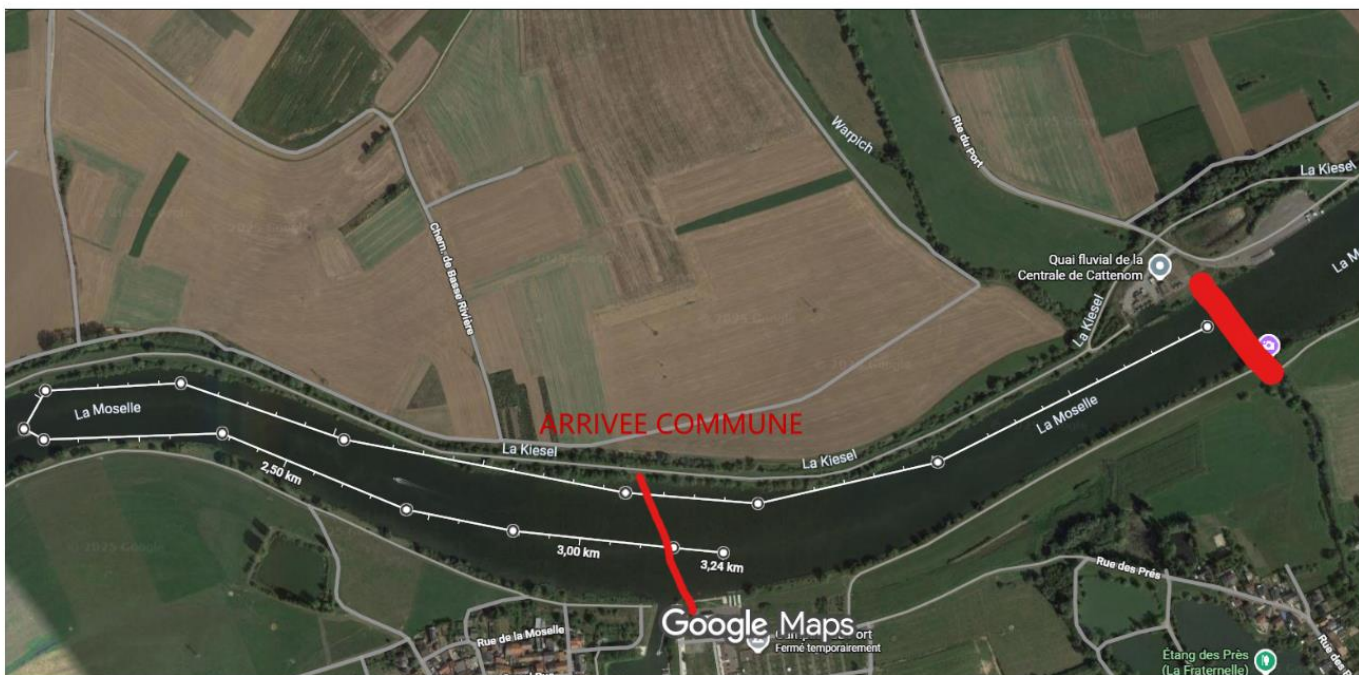 Warpich
Rte du Port
La Kiesel
Chem. de Basse Rivière
Quai fluvial de la
Centrale de Cattenom
La M
La Kiesel
La Moselle
ARRIVEE COMMUNE
La Moselle
La Kiesel
La Kiesel
2,50 km
3,00 km
3,24 km
Rue des Prés
Google Maps
Rue de la Moselle
Fermé temporairement
Étang des Prés
(La Fraternelle)